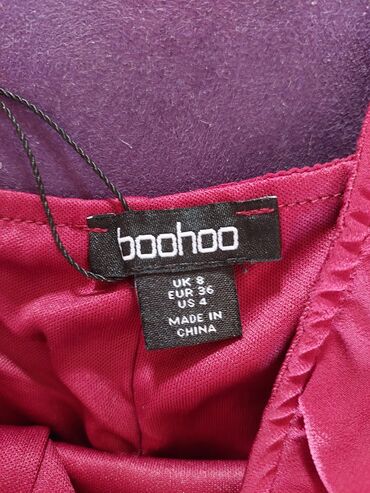 boohoo
UK 8
EUR 36
US 4
MADE IN
CHINA